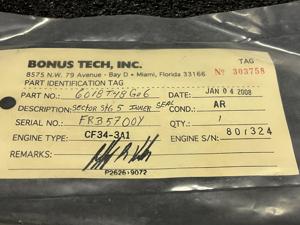 BONUS TECH, INC.
8575 N.W. 79 Avenue - Bay D • Miami, Florida 33166
PART IDENTIFICATION TAG
TAG
Nº 303758
PART NO.: 6018T48G06
DATE: JAN 04 2008
DESCRIPTION: Sector Stg 5 Inner Seal
COND.: AR
SERIAL NO.: FRB5700Y
QTY.: 1
ENGINE TYPE: CF34-3A1
ENGINE S/N: 807324
REMARKS:
P2626-9072